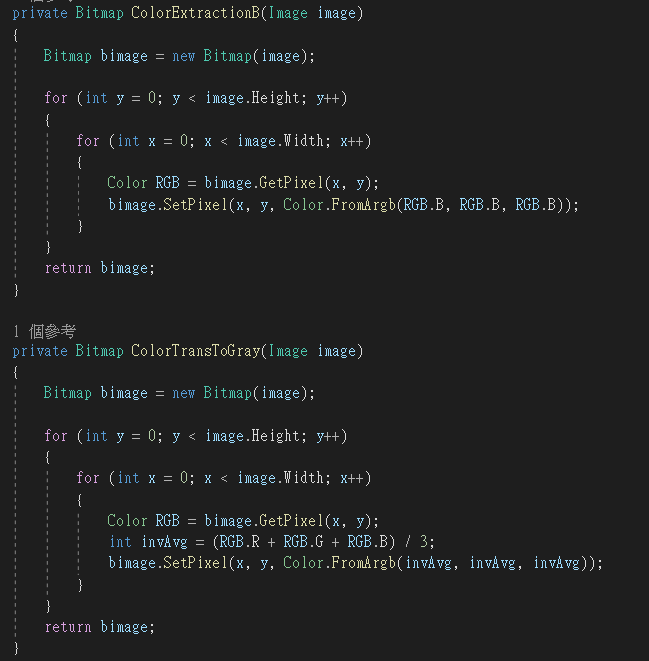 private Bitmap ColorExtractionB(Image image)
{
    Bitmap bimage = new Bitmap(image);
    for (int y = 0; y < image.Height; y++)
    {
        for (int x = 0; x < image.Width; x++)
        {
            Color RGB = bimage.GetPixel(x, y);
            bimage.SetPixel(x, y, Color.FromArgb(RGB.B, RGB.B, RGB.B));
        }
    }
    return bimage;
}
1 個參考
private Bitmap ColorTransToGray(Image image)
{
    Bitmap bimage = new Bitmap(image);
    for (int y = 0; y < image.Height; y++)
    {
        for (int x = 0; x < image.Width; x++)
        {
            Color RGB = bimage.GetPixel(x, y);
            int invAvg = (RGB.R + RGB.G + RGB.B) / 3;
            bimage.SetPixel(x, y, Color.FromArgb(invAvg, invAvg, invAvg));
        }
    }
    return bimage;
}